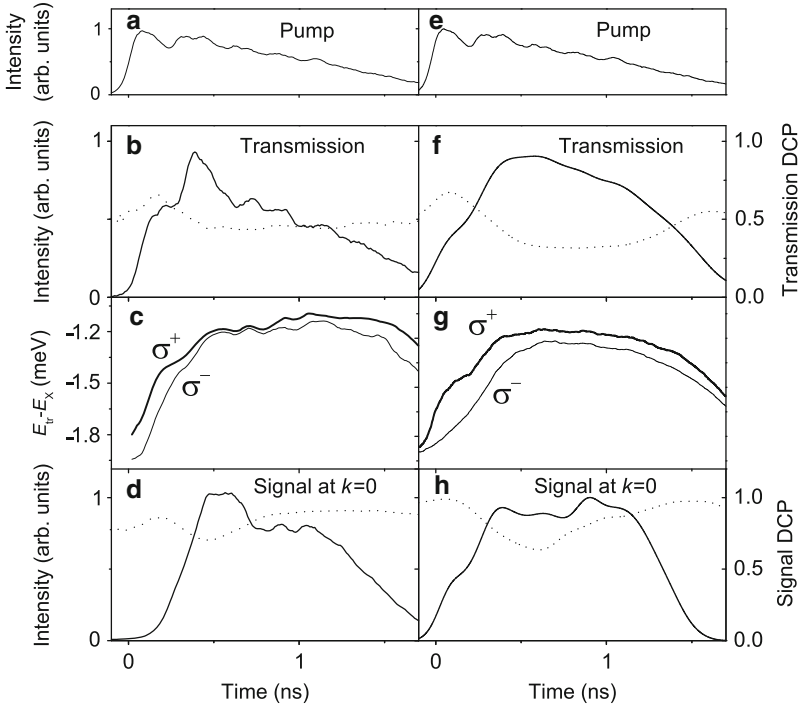 a
Pump
Intensity
(arb. units)
1
0
e
Pump
b
Transmission
Intensity (arb. units)
1
0
f
Transmission
Transmission DCP
1.0
0.5
0.0
c
σ+
σ−
Etr-EX (meV)
-1.2
-1.5
-1.8
g
σ+
σ−
d
Signal at k=0
Intensity (arb. units)
1
0
h
Signal at k=0
Signal DCP
1.0
0.5
0.0
0
1
0
1
Time (ns)
Time (ns)